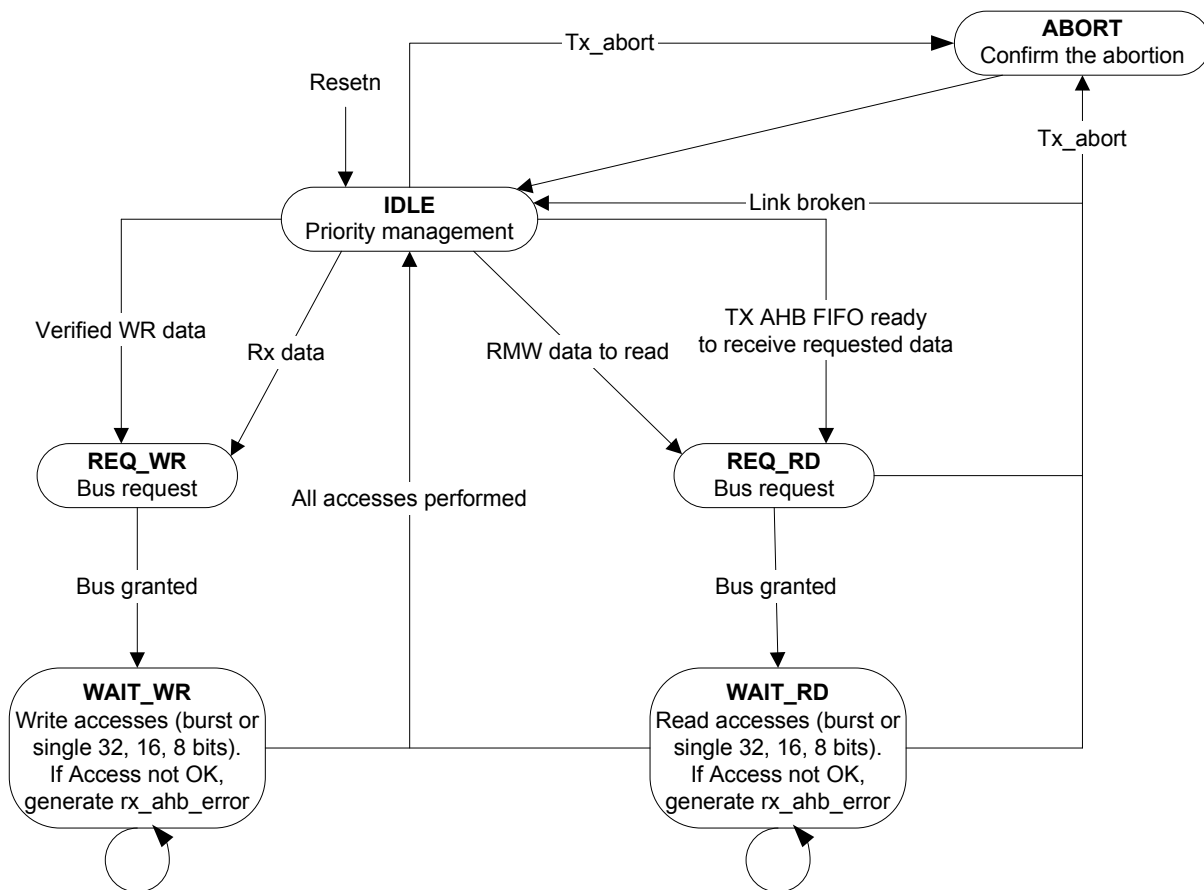 ABORT
Confirm the abortion
Tx_abort
Resetn
Tx_abort
IDLE
Priority management
Link broken
Verified WR data
Rx data
RMW data to read
TX AHB FIFO ready
to receive requested data
REQ_WR
Bus request
REQ_RD
Bus request
All accesses performed
Bus granted
Bus granted
WAIT_WR
Write accesses (burst or
single 32, 16, 8 bits).
If Access not OK,
generate rx_ahb_error
WAIT_RD
Read accesses (burst or
single 32, 16, 8 bits).
If Access not OK,
generate rx_ahb_error